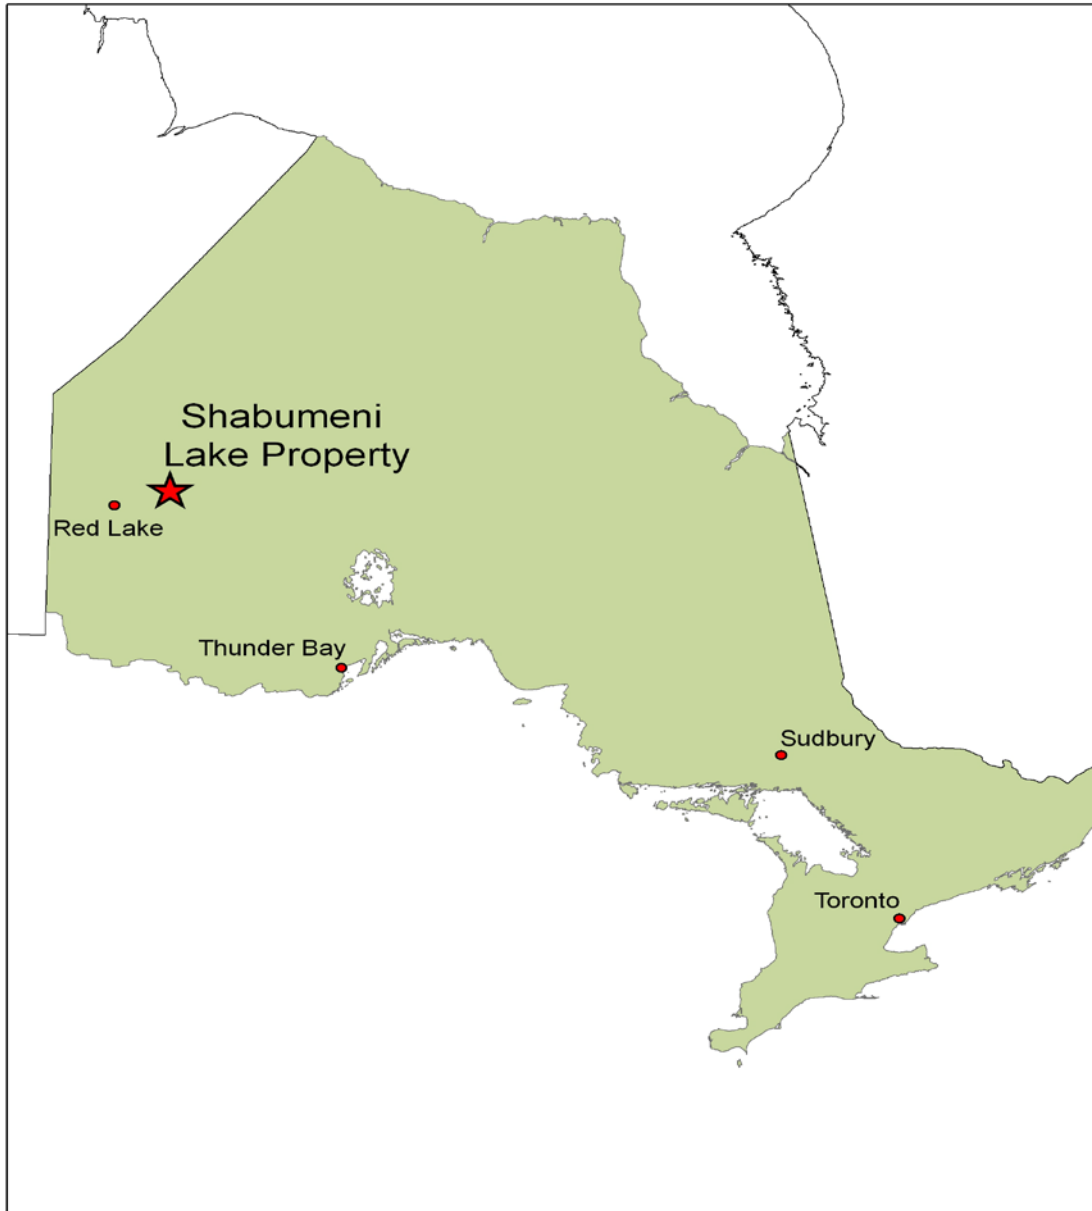 Shabumeni
Lake Property
Red Lake
Thunder Bay
Sudbury
Toronto